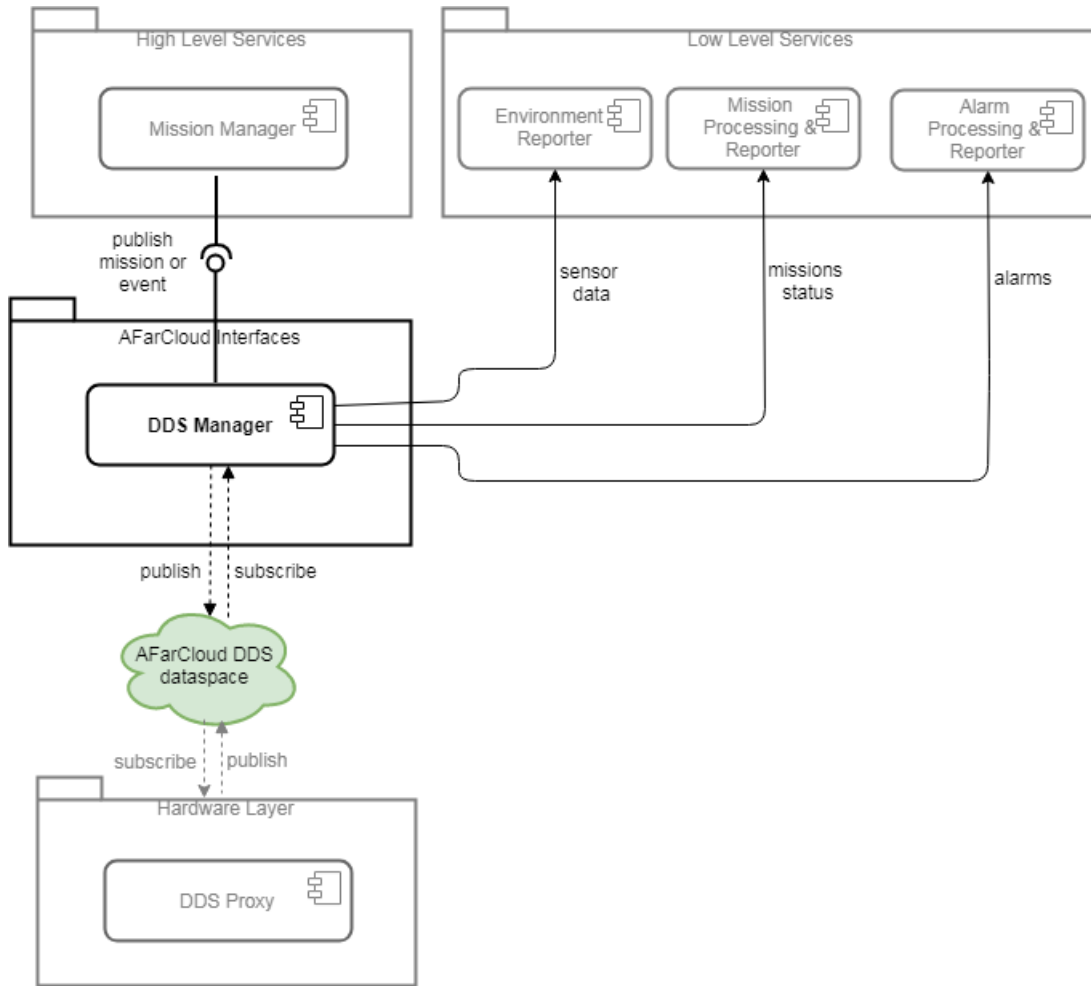 High Level Services
Low Level Services
Mission Manager
Environment
Reporter
Mission
Processing &
Reporter
Alarm
Processing &
Reporter
publish
mission or
event
sensor
data
missions
status
alarms
AFarCloud Interfaces
DDS Manager
publish
subscribe
AFarCloud DDS
dataspace
subscribe
publish
Hardware Layer
DDS Proxy